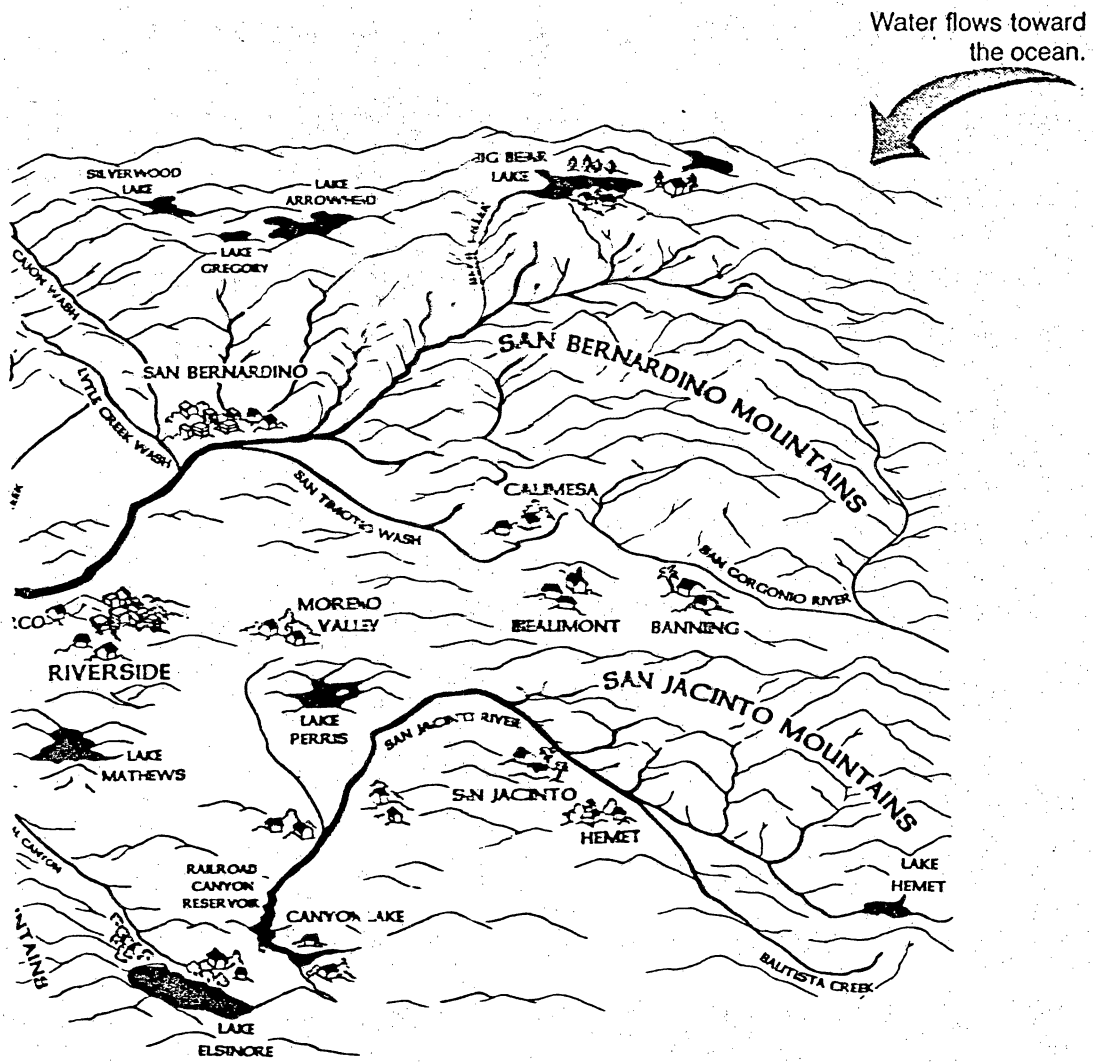 Water flows toward
the ocean.
SILVERWOOD
LAKE
LAKE
ARROWHEAD
BIG BEAR
LAKE
LAKE
GREGORY
CAJON WASH
SAN BERNARDINO
LYTLE CREEK WASH
SAN BERNARDINO MOUNTAINS
SAN TIMOTEO WASH
CALIMESA
SAN GORGONIO RIVER
MORENO
VALLEY
BEAUMONT
BANNING
RIVERSIDE
SAN JACINTO MOUNTAINS
LAKE
PERRIS
SAN JACINTO RIVER
LAKE
MATHEWS
SAN JACINTO
HEMET
CANYON
RAILROAD
CANYON
RESERVOIR
LAKE
HEMET
CANYON LAKE
NTAINS
BAUTISTA CREEK
LAKE
ELSINORE